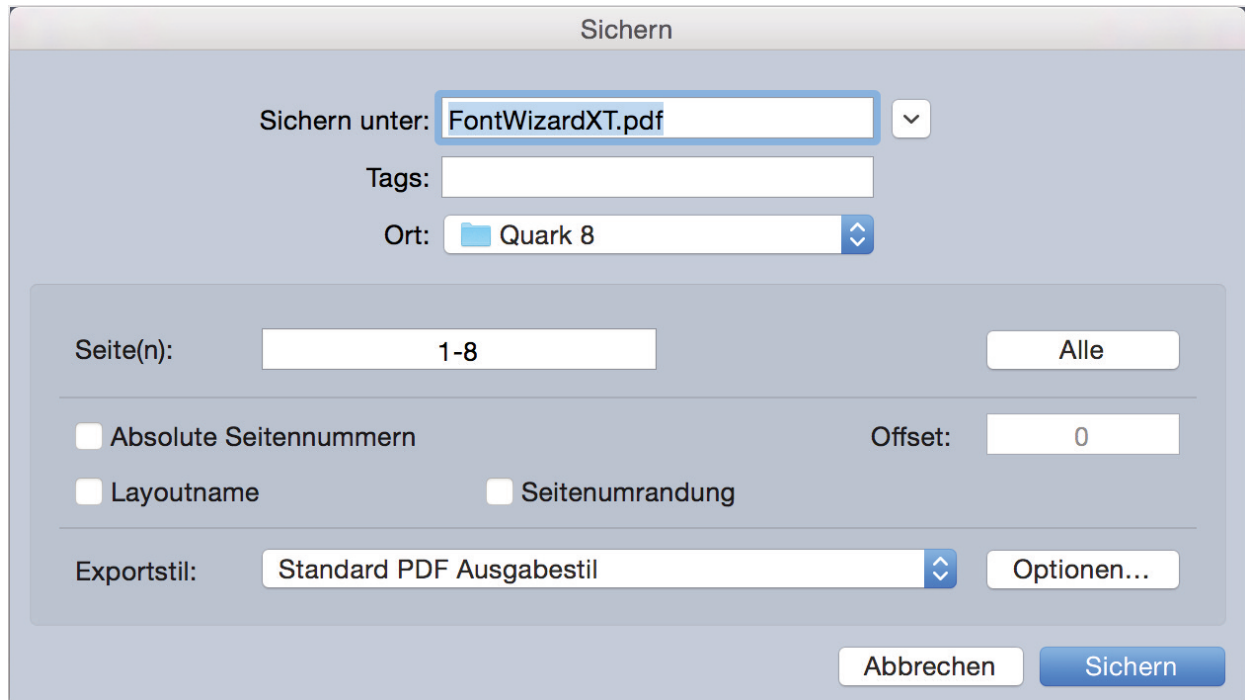 Sichern
Sichern unter: FontWizardXT.pdf
Tags:
Ort: Quark 8
Seite(n): 1-8 Alle
Absolute Seitennummern Offset: 0
Layoutname Seitenumrandung
Exportstil: Standard PDF Ausgabestil Optionen...
Abbrechen Sichern